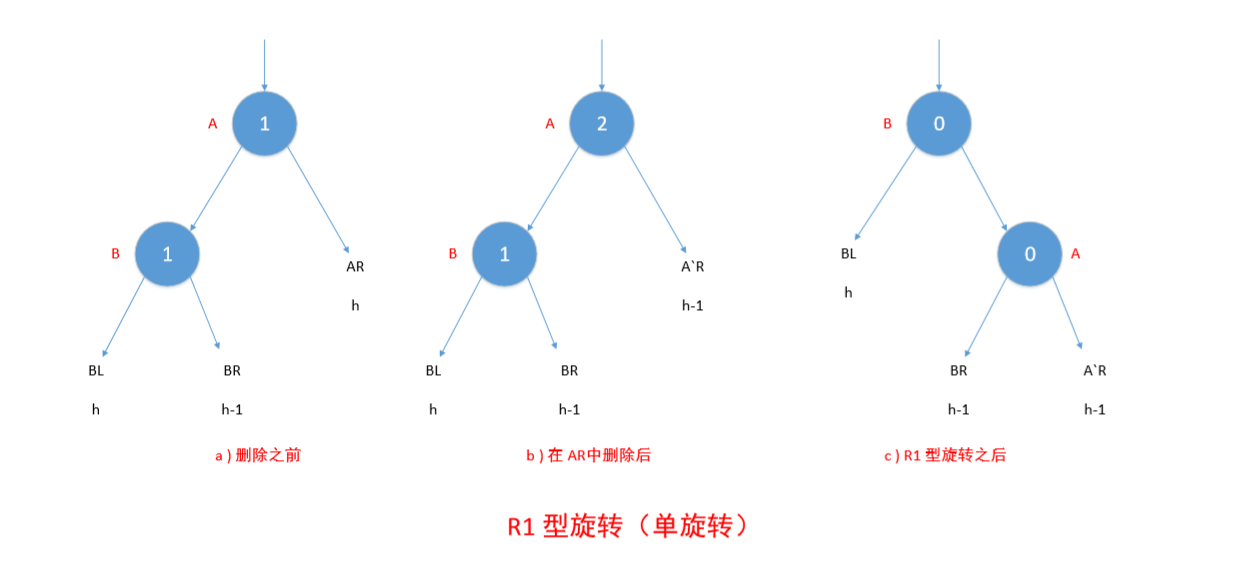 A 1
B 1
AR
h
BL BR
h h-1
a ) 删除之前
A 2
B 1
A`R
h-1
BL BR
h h-1
b ) 在 AR中删除后
B 0
BL
h
0 A
BR A`R
h-1 h-1
c ) R1 型旋转之后
R1 型旋转（单旋转）